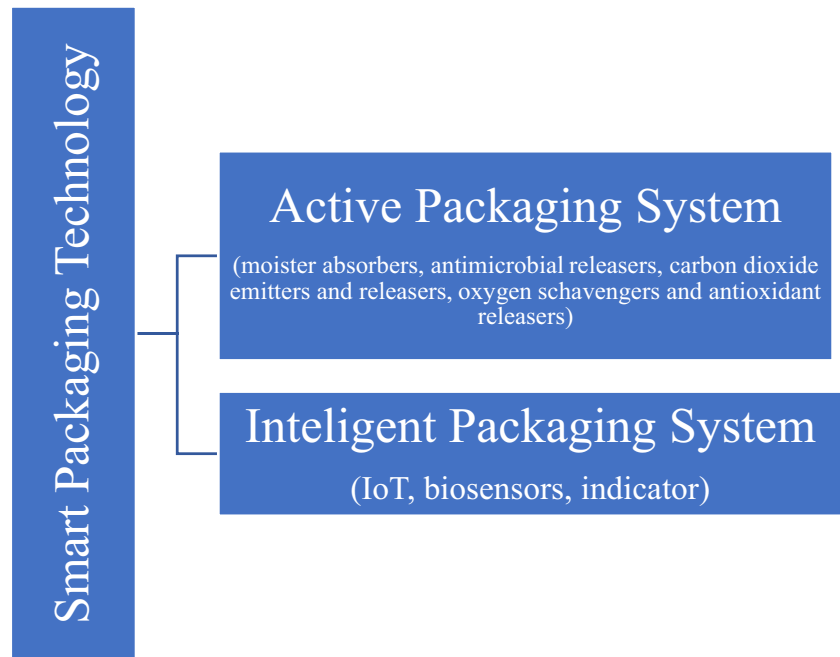 Smart Packaging Technology
Active Packaging System
(moister absorbers, antimicrobial releasers, carbon dioxide
emitters and releasers, oxygen schavengers and antioxidant
releasers)
Inteligent Packaging System
(IoT, biosensors, indicator)